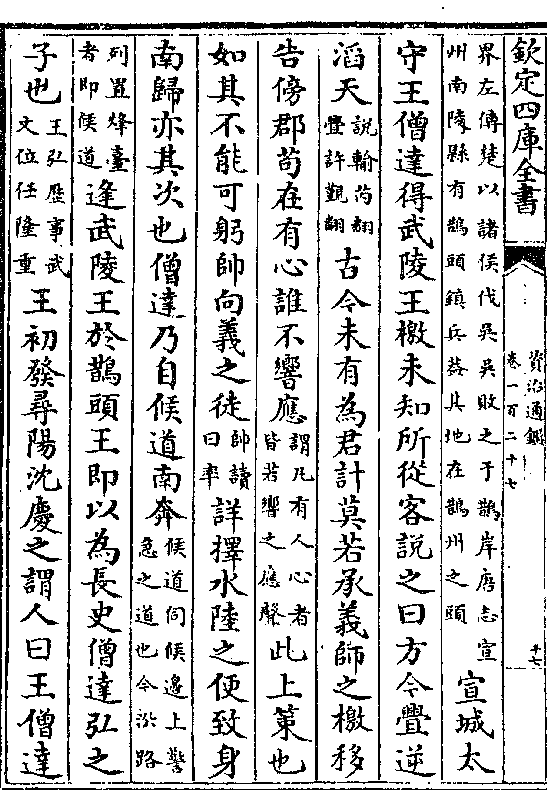 欽定四庫全書
資治通鑑
卷一百二十七
十七
界左傳楚以諸侯伐吳吳敗之于鵲岸唐志宣
州南陵縣有鵲頭鎮兵蓋其地在鵲州之頭
宣城太
守王僧達得武陵王檄未知所從客說之曰方今釁逆
滔天
說輸芮翻
釁許覲翻
古今未有為君計莫若承義師之檄移
告傍郡苟在有心誰不響應
謂凡有人心者
皆若響之應聲
此上策也
如其不能可躬帥向義之徒
帥讀
曰率
詳擇水陸之便致身
南歸亦其次也僧達乃自候道南奔
候道伺候邊上警
急之道也今沿路
列置烽臺
者即候道
逢武陵王於鵲頭王即以為長史僧達弘之
子也
王弘歷事武
文位任隆重
王初發尋陽沈慶之謂人曰王僧達